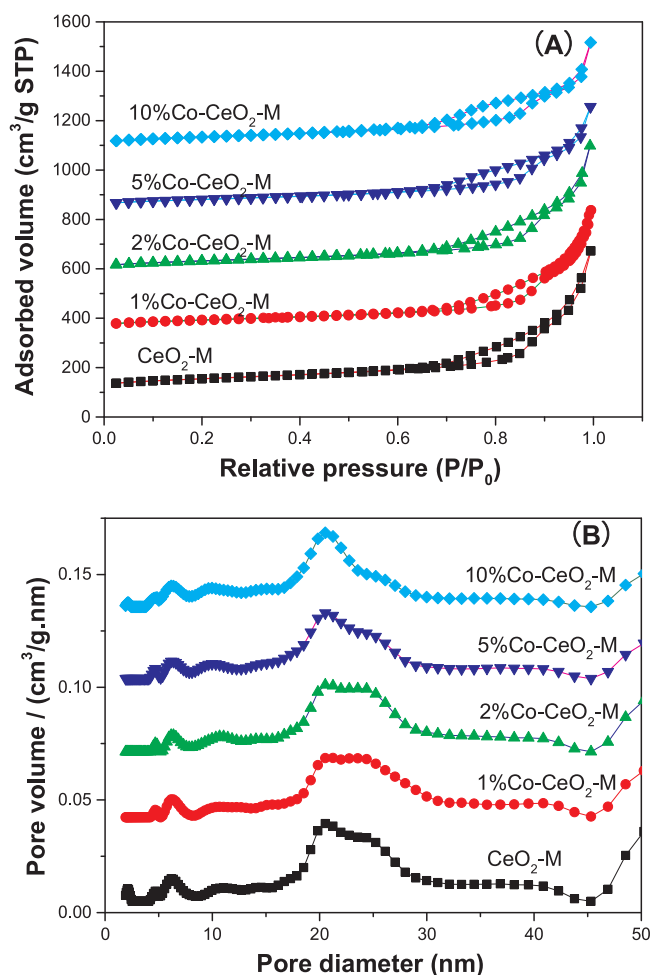 (A)
1600
1400
1200
1000
800
600
400
200
0
10%Co-CeO₂-M
5%Co-CeO₂-M
2%Co-CeO₂-M
1%Co-CeO₂-M
CeO₂-M
0.0 0.2 0.4 0.6 0.8 1.0
Adsorbed volume (cm³/g STP)
Relative pressure (P/P₀)
(B)
0.15
0.10
0.05
0.00
10%Co-CeO₂-M
5%Co-CeO₂-M
2%Co-CeO₂-M
1%Co-CeO₂-M
CeO₂-M
0 10 20 30 40 50
Pore volume / (cm³/g.nm)
Pore diameter (nm)